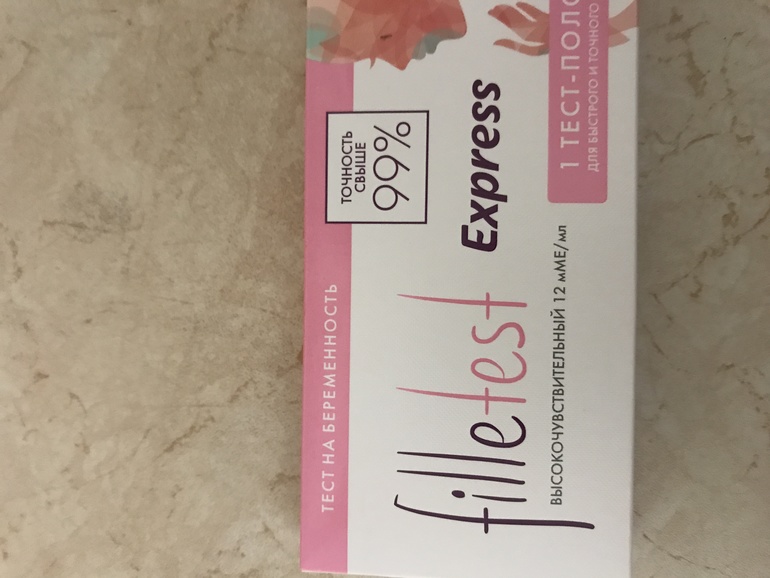 ТЕСТ НА БЕРЕМЕННОСТЬ
ТОЧНОСТЬ
СВЫШЕ
99%
filletest Express
ВЫСОКОЧУВСТВИТЕЛЬНЫЙ 12 мМЕ/мл
1 ТЕСТ-ПОЛО
ДЛЯ БЫСТРОГО И ТОЧНОГО